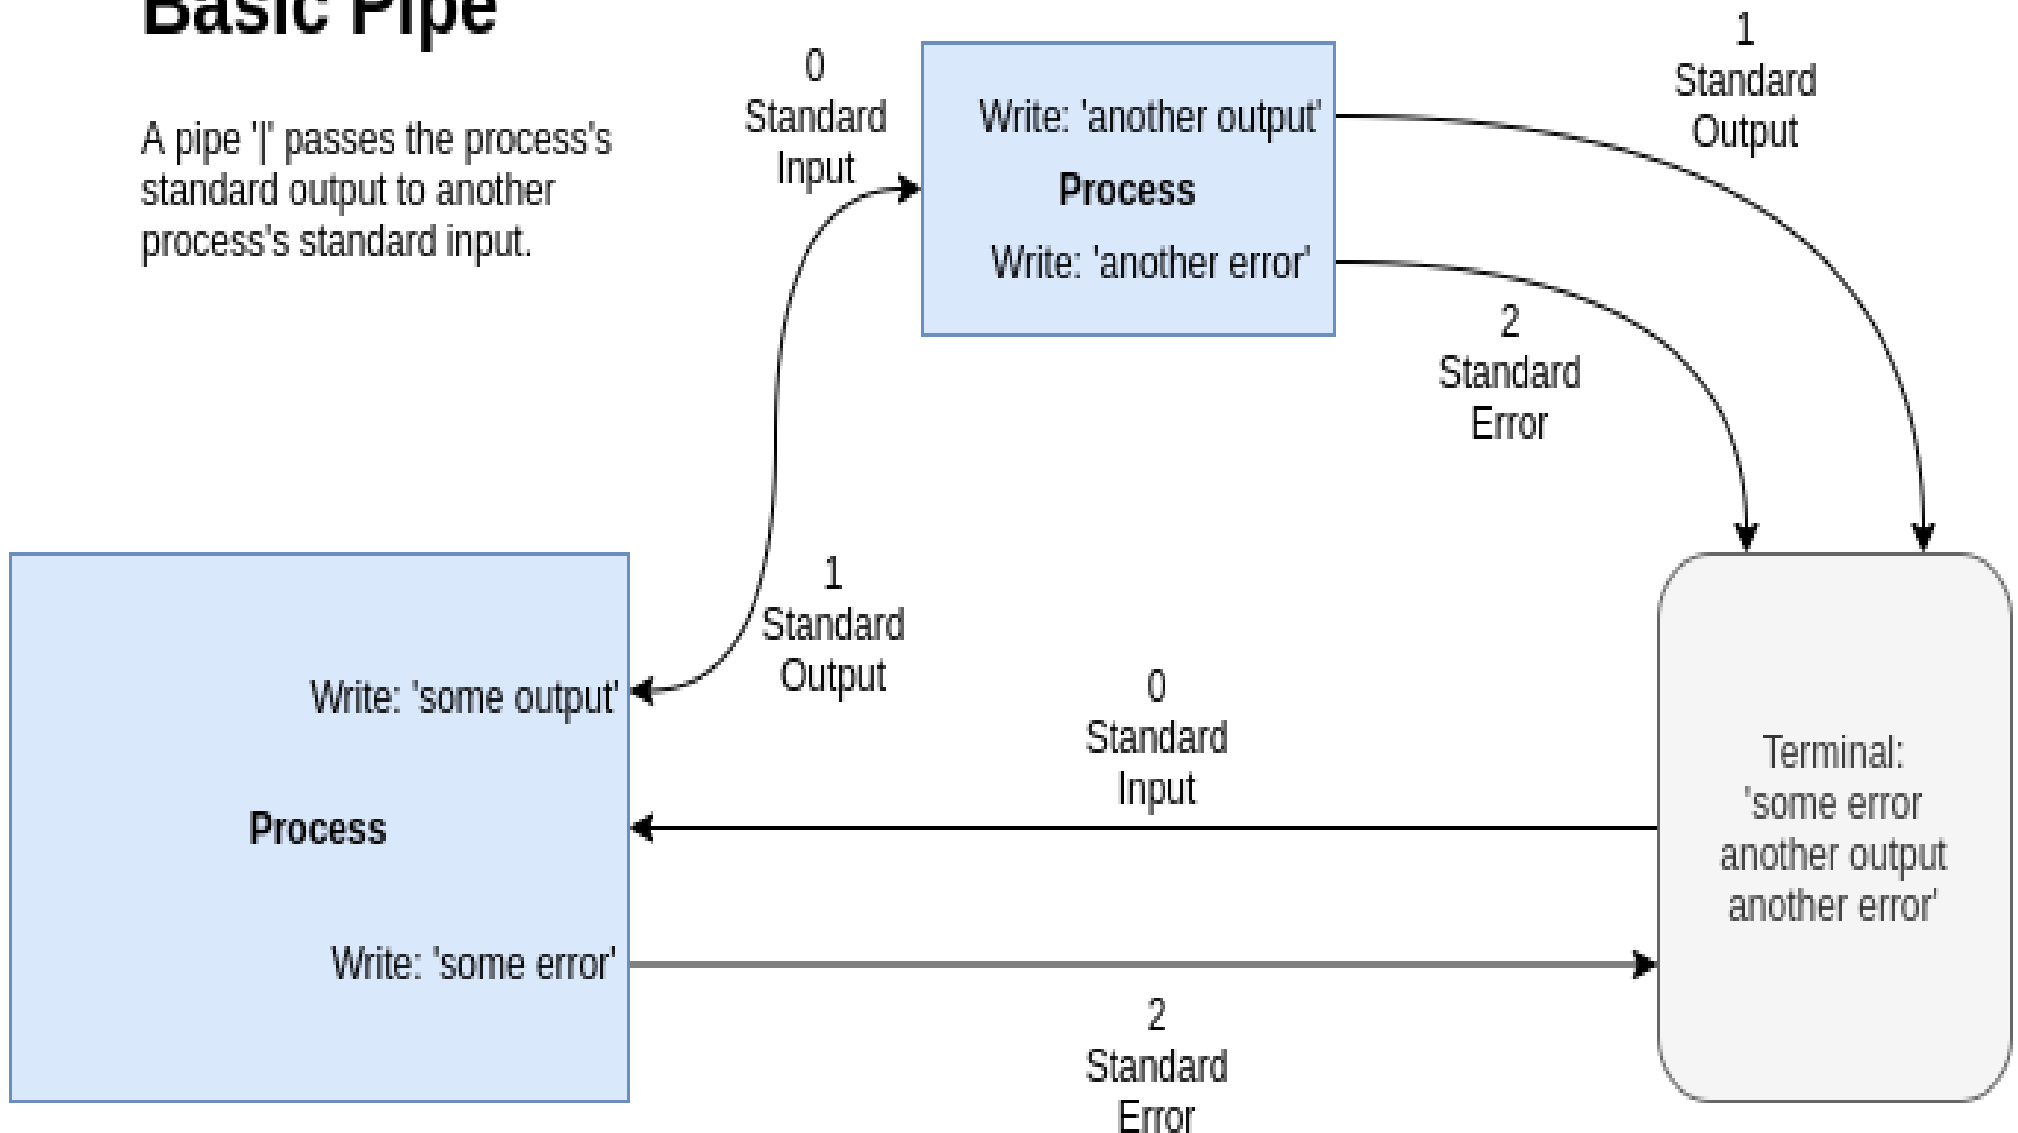 Basic Pipe
A pipe '|' passes the process's
standard output to another
process's standard input.
0
Standard
Input
Write: 'another output'
Process
Write: 'another error'
1
Standard
Output
2
Standard
Error
1
Standard
Output
Write: 'some output'
Process
Write: 'some error'
0
Standard
Input
2
Standard
Error
Terminal:
'some error
another output
another error'